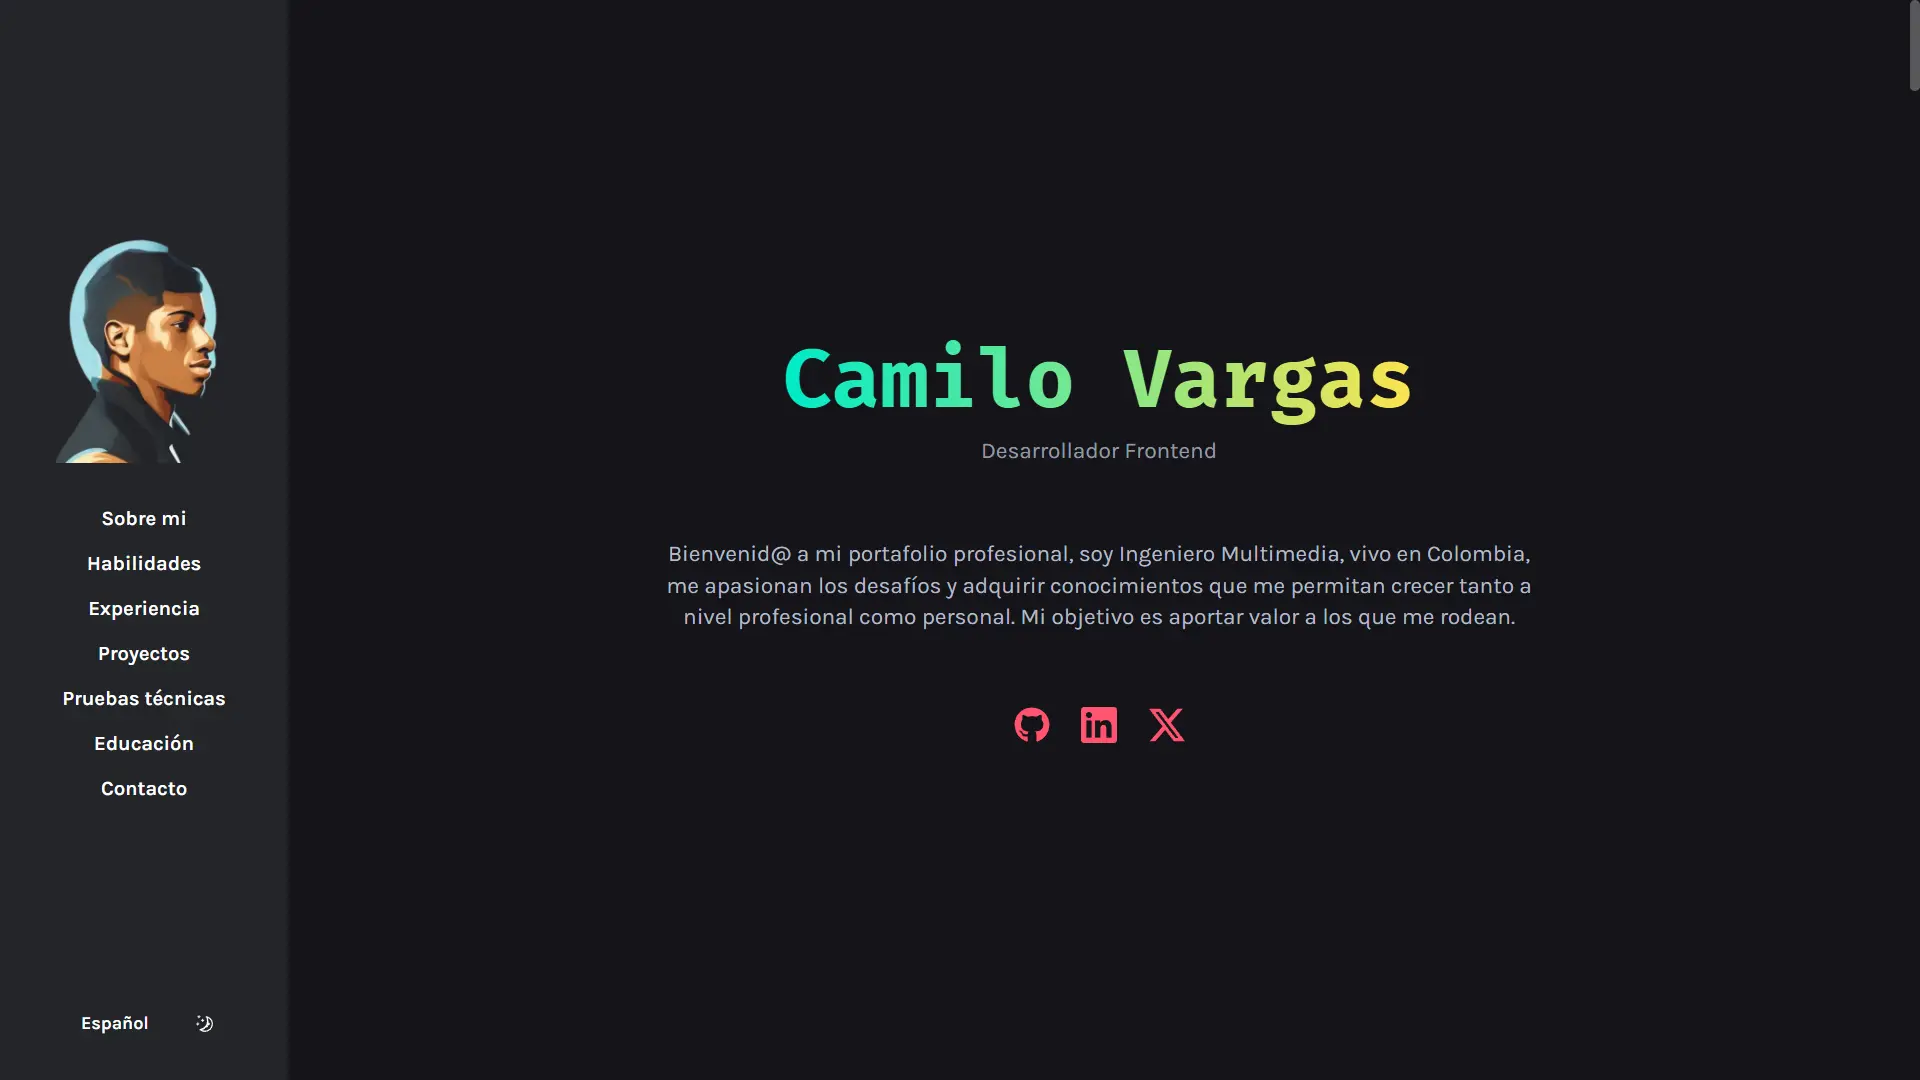 Sobre mi
Habilidades
Experiencia
Proyectos
Pruebas técnicas
Educación
Contacto
Español
Camilo Vargas
Desarrollador Frontend
Bienvenid@ a mi portafolio profesional, soy Ingeniero Multimedia, vivo en Colombia,
me apasionan los desafíos y adquirir conocimientos que me permitan crecer tanto a
nivel profesional como personal. Mi objetivo es aportar valor a los que me rodean.